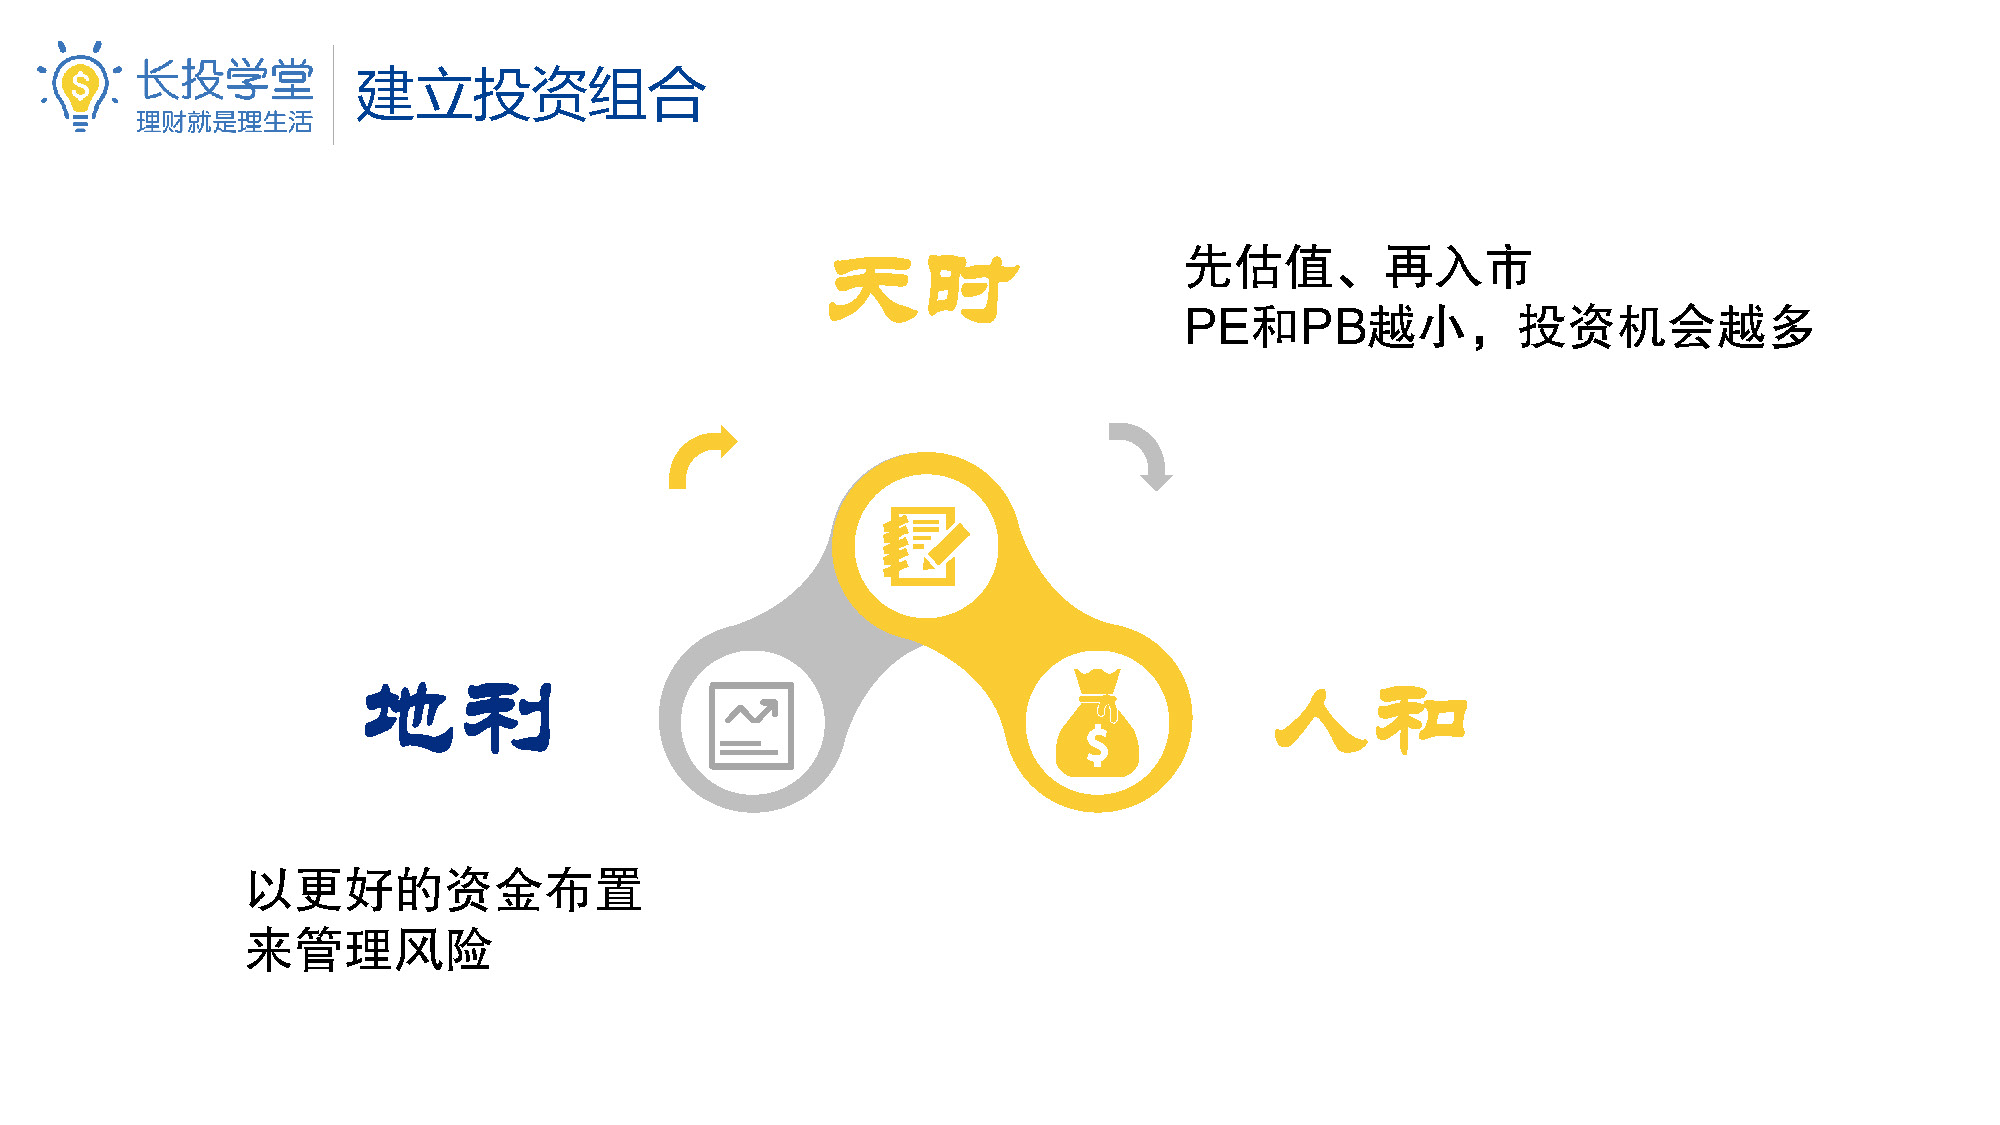 长投学堂
理财就是理生活
建立投资组合
天时
先估值、再入市
PE和PB越小，投资机会越多
地利
人和
以更好的资金布置
来管理风险